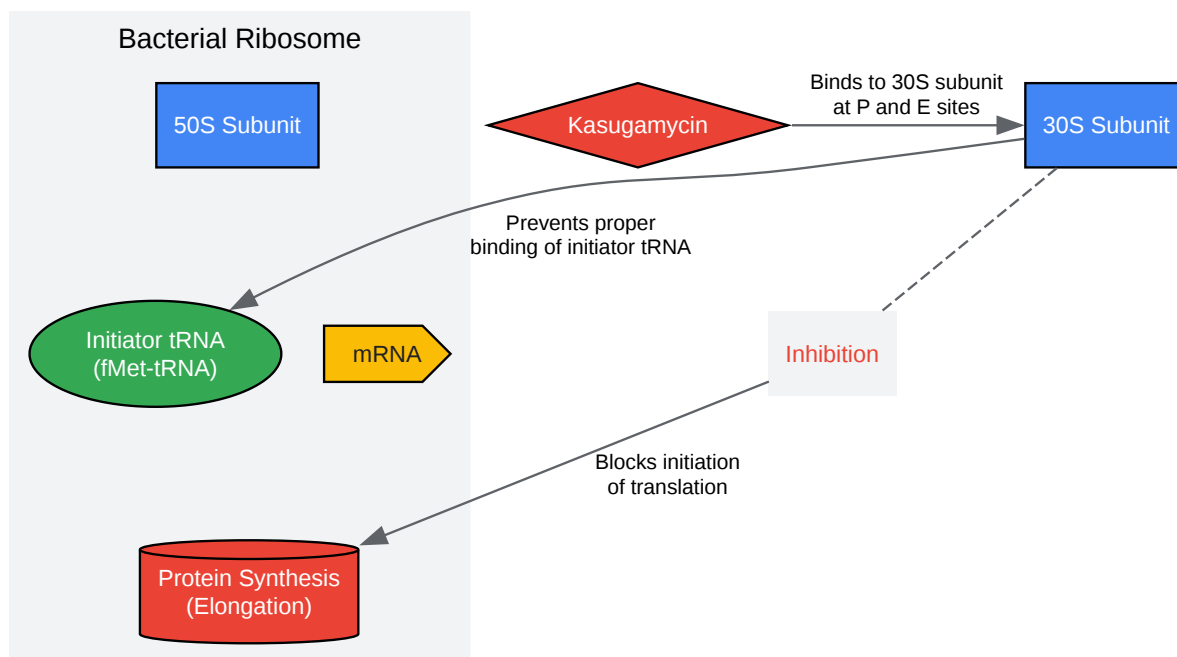 Bacterial Ribosome
50S Subunit
Kasugamycin
Binds to 30S subunit
at P and E sites
30S Subunit
Prevents proper
binding of initiator tRNA
Initiator tRNA
(fMet-tRNA)
mRNA
Inhibition
Blocks initiation
of translation
Protein Synthesis
(Elongation)